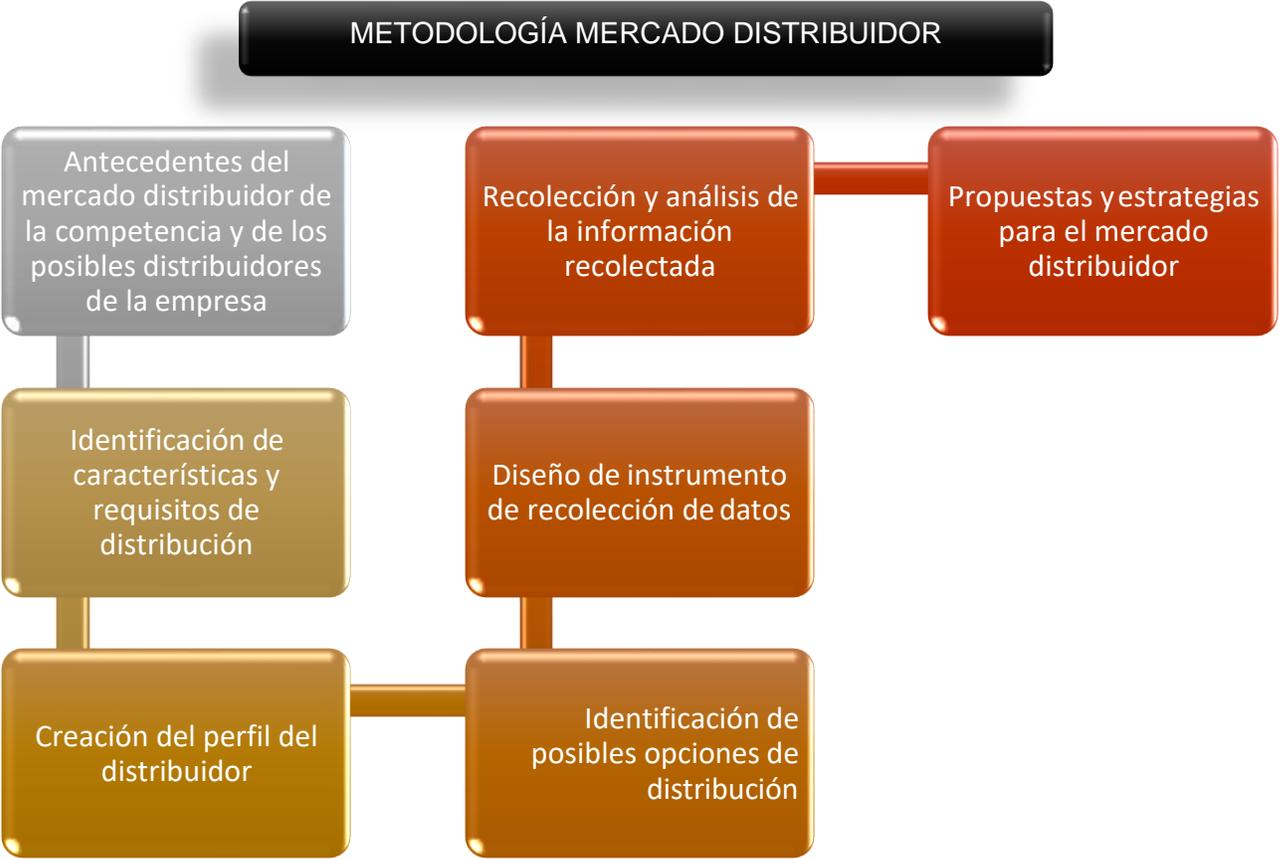 METODOLOGÍA MERCADO DISTRIBUIDOR
Antecedentes del
mercado distribuidor de
la competencia y de los
posibles distribuidores
de la empresa
Identificación de
características y
requisitos de
distribución
Creación del perfil del
distribuidor
Identificación de
posibles opciones de
distribución
Diseño de instrumento
de recolección de datos
Recolección y análisis de
la información
recolectada
Propuestas y estrategias
para el mercado
distribuidor